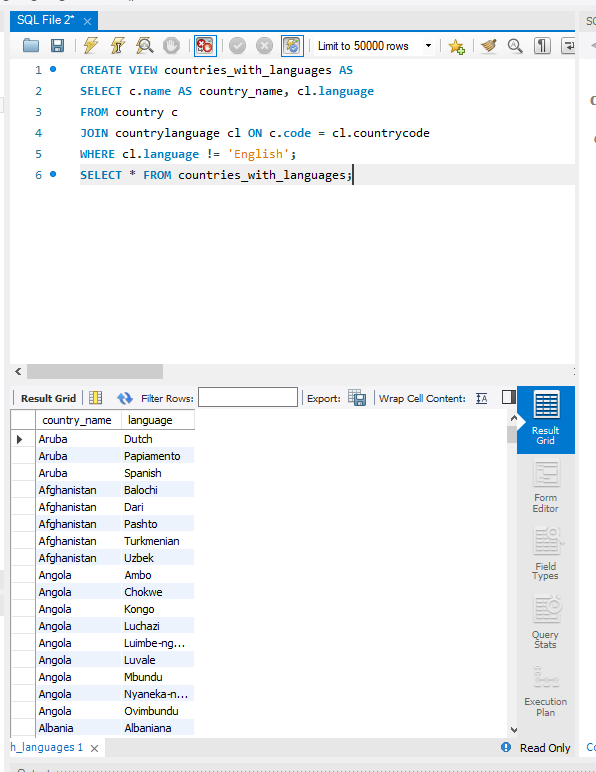 SQL File 2*
Limit to 50000 rows
1 CREATE VIEW countries_with_languages AS
2 SELECT c.name AS country_name, cl.language
3 FROM country c
4 JOIN countrylanguage cl ON c.code = cl.countrycode
5 WHERE cl.language != 'English';
6 SELECT * FROM countries_with_languages;
Result Grid Filter Rows: Export: Wrap Cell Content:
country_name language
Aruba Dutch
Aruba Papiamento
Aruba Spanish
Afghanistan Balochi
Afghanistan Dari
Afghanistan Pashto
Afghanistan Turkmenian
Afghanistan Uzbek
Angola Ambo
Angola Chokwe
Angola Kongo
Angola Luchazi
Angola Luimbe-ng...
Angola Luvale
Angola Mbundu
Angola Nyaneka-n...
Angola Ovimbundu
Albania Albaniana
Result
Grid
Form
Editor
Field
Types
Query
Stats
Execution
Plan
h_languages 1
Read Only